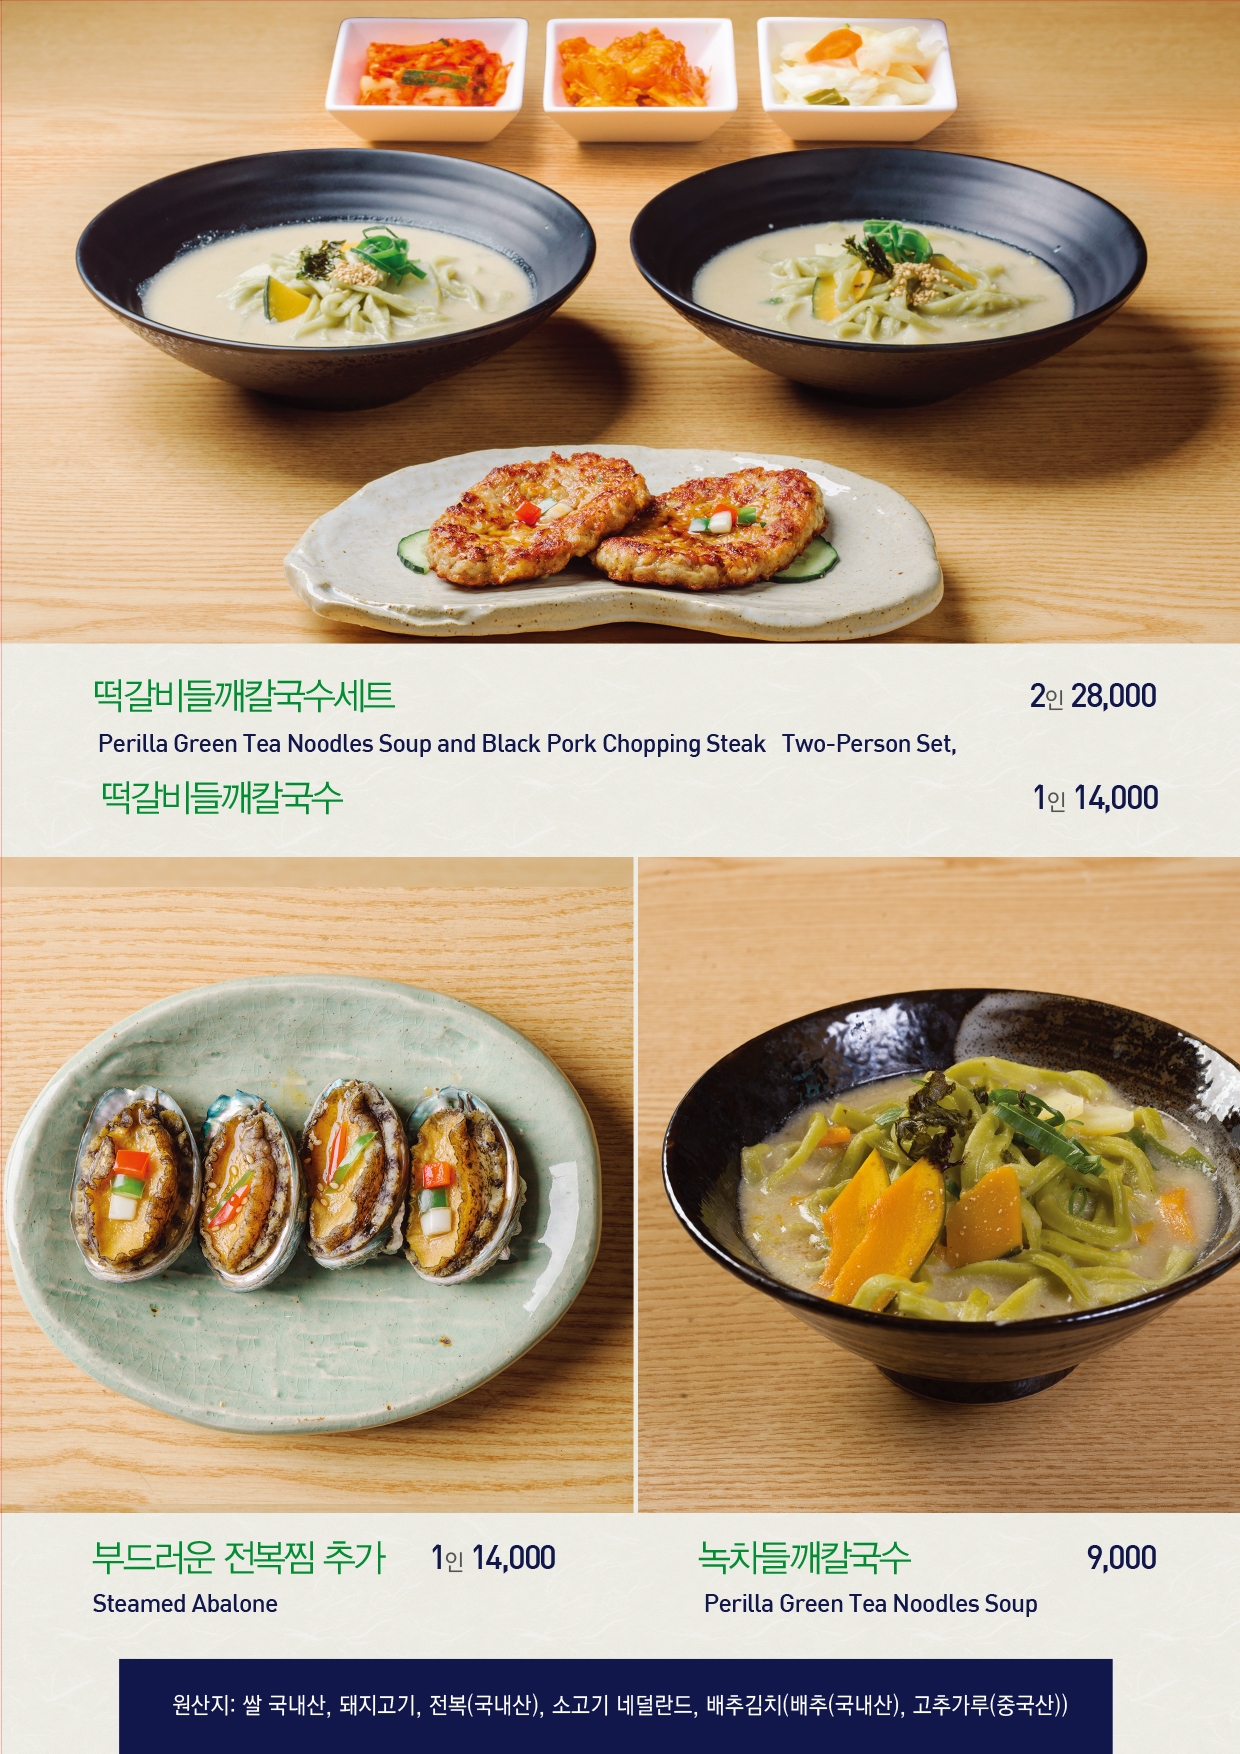 떡갈비들깨칼국수세트 2인 28,000
Perilla Green Tea Noodles Soup and Black Pork Chopping Steak Two-Person Set,
떡갈비들깨칼국수 1인 14,000
부드러운 전복찜 추가 1인 14,000
Steamed Abalone
녹차들깨칼국수 9,000
Perilla Green Tea Noodles Soup
원산지: 쌀 국내산, 돼지고기, 전복(국내산), 소고기 네덜란드, 배추김치(배추(국내산), 고추가루(중국산))